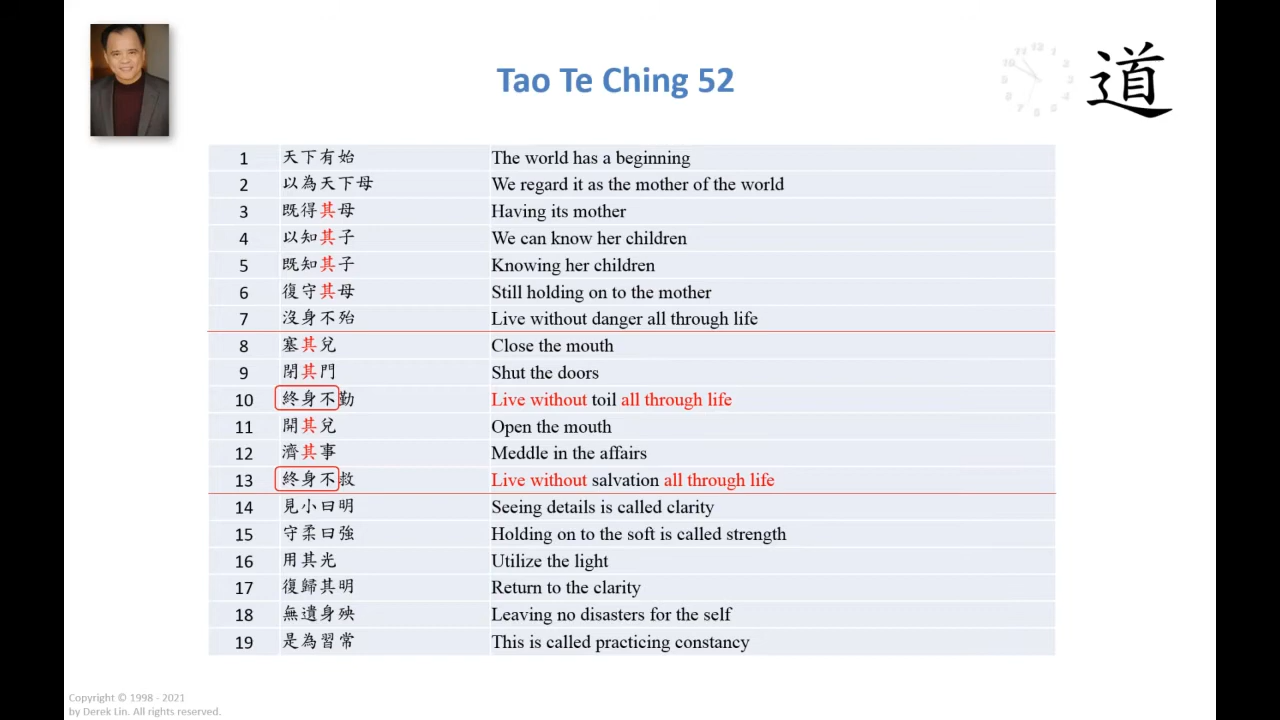 Tao Te Ching 52
道
1 天下有始 The world has a beginning
2 以為天下母 We regard it as the mother of the world
3 既得其母 Having its mother
4 以知其子 We can know her children
5 既知其子 Knowing her children
6 復守其母 Still holding on to the mother
7 沒身不殆 Live without danger all through life
8 塞其兌 Close the mouth
9 閉其門 Shut the doors
10 終身不勤 Live without toil all through life
11 開其兌 Open the mouth
12 濟其事 Meddle in the affairs
13 終身不救 Live without salvation all through life
14 見小曰明 Seeing details is called clarity
15 守柔曰強 Holding on to the soft is called strength
16 用其光 Utilize the light
17 復歸其明 Return to the clarity
18 無遺身殃 Leaving no disasters for the self
19 是為習常 This is called practicing constancy
Copyright © 1998 - 2021
by Derek Lin. All rights reserved.